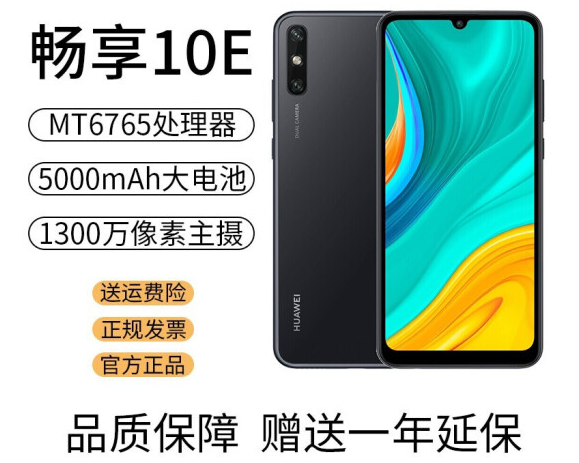 畅享10E
MT6765处理器
5000mAh大电池
1300万像素主摄
送运费险
正规发票
官方正品
DUAL CAMERA
HUAWEI
品质保障 赠送一年延保